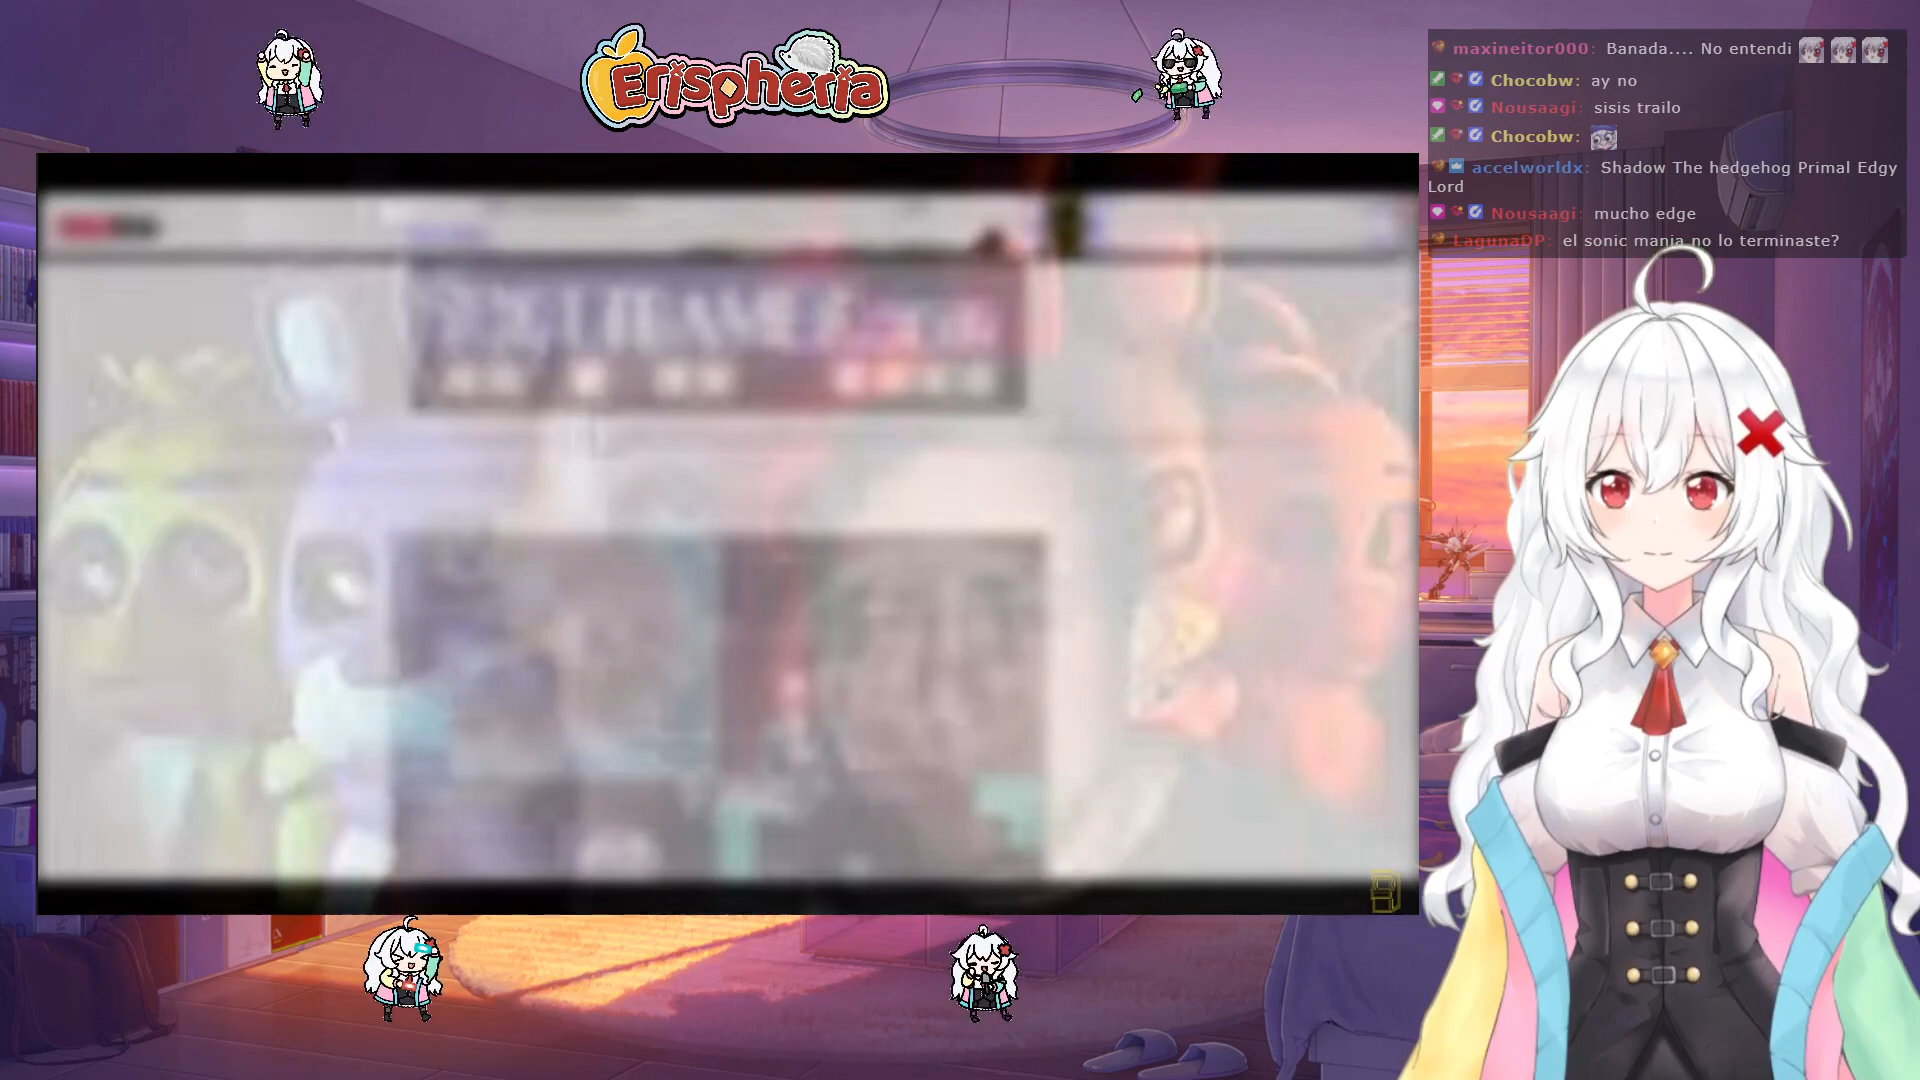 Erispheria
maxineitor000: Banada.... No entendi
Chocobw: ay no
Nousaagi: sisis trailo
Chocobw:
accelworldx: Shadow The hedgehog Primal Edgy
Lord
Nousaagi: mucho edge
LagunaDP: el sonic mania no lo terminaste?